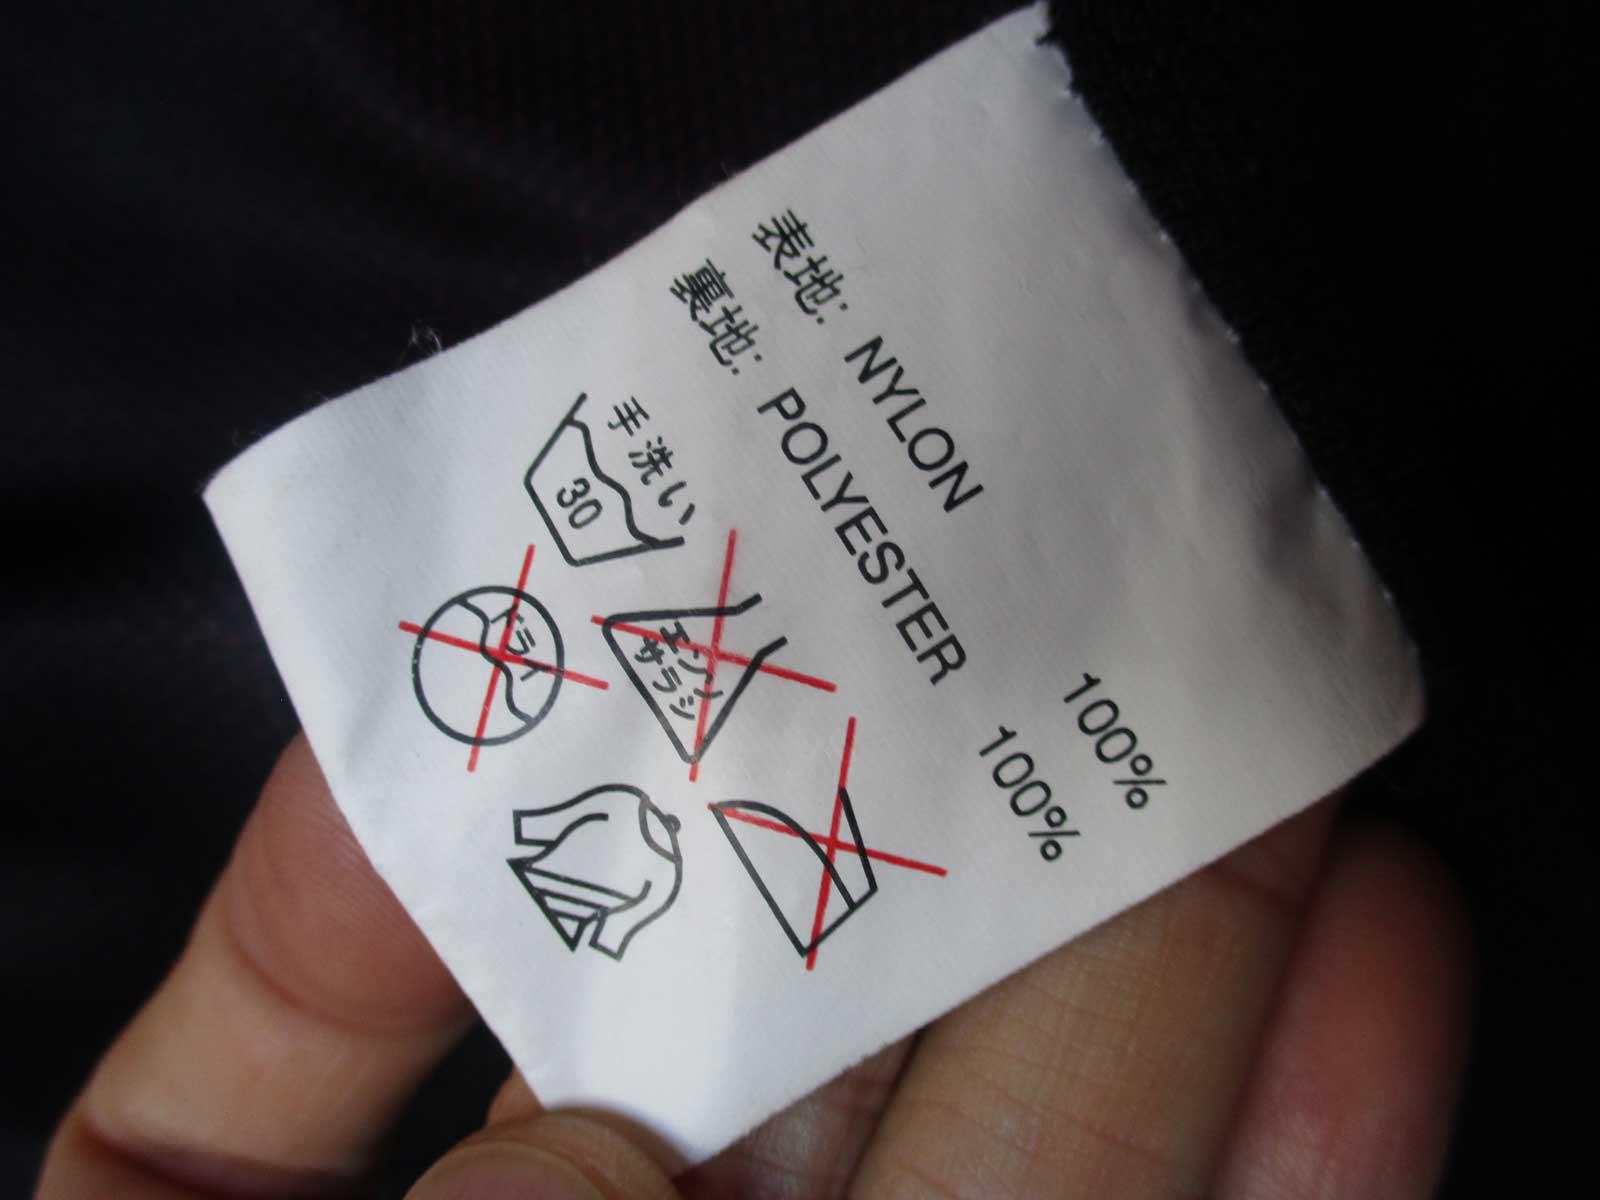 表地: NYLON 100%
裏地: POLYESTER 100%
手洗い
30
エンソ
サラシ
ドライ